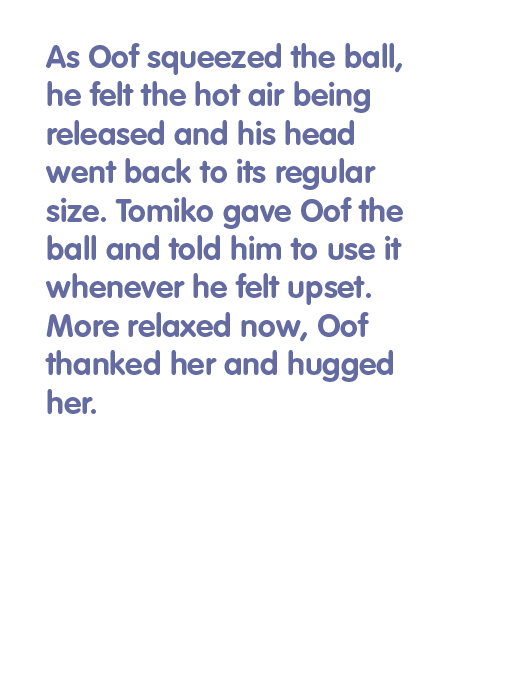 As Oof squeezed the ball,
he felt the hot air being
released and his head
went back to its regular
size. Tomiko gave Oof the
ball and told him to use it
whenever he felt upset.
More relaxed now, Oof
thanked her and hugged
her.